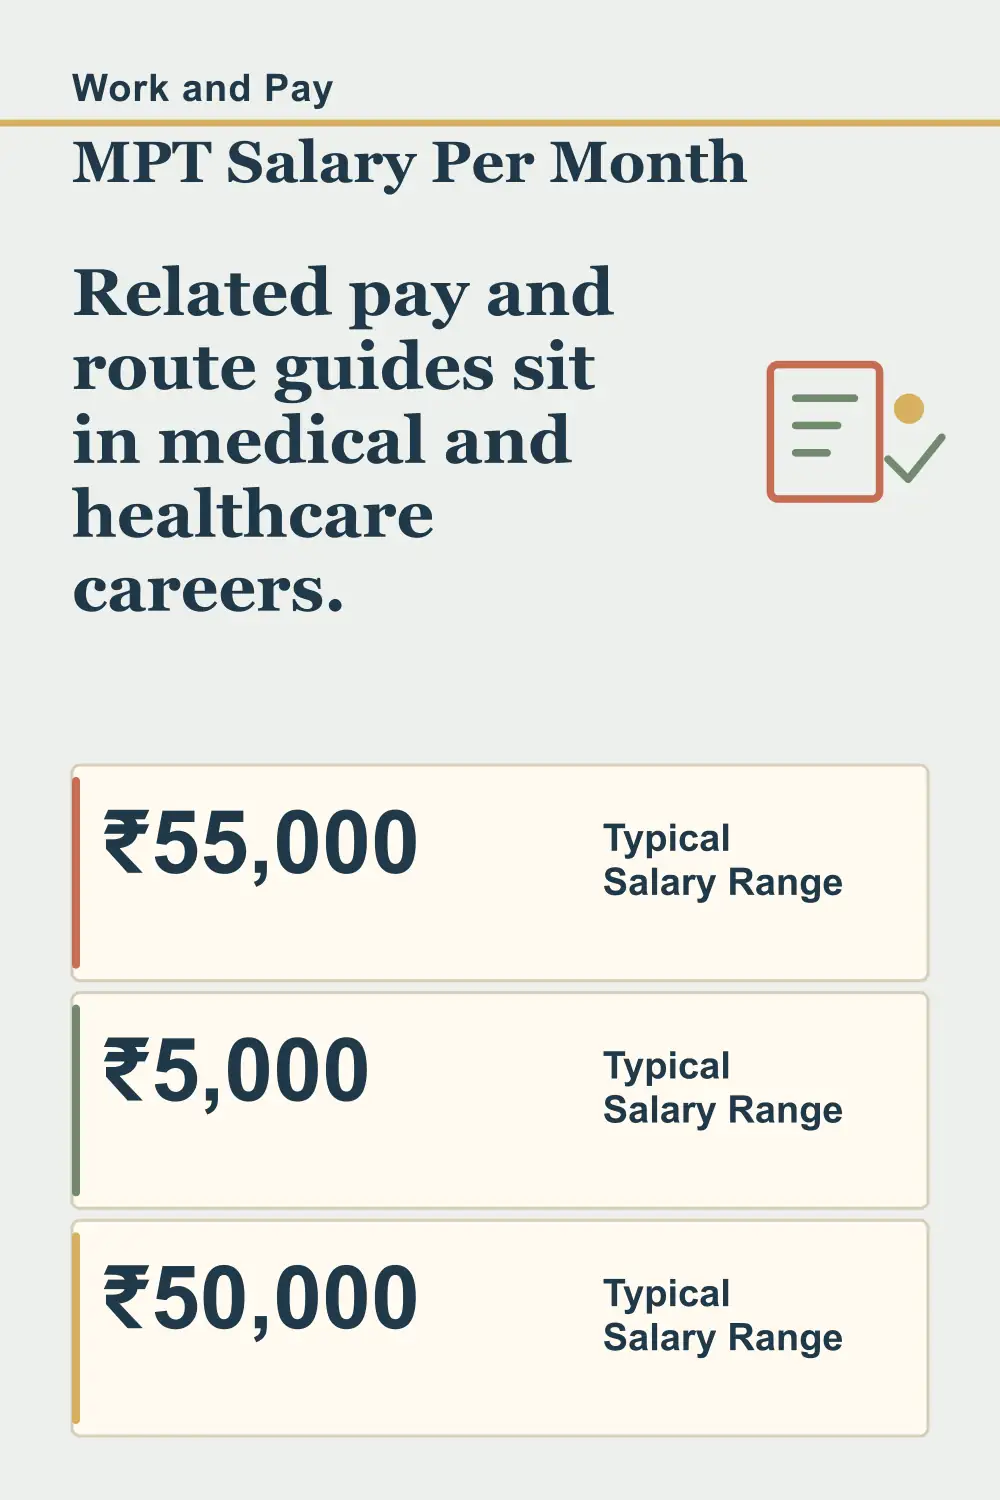 Work and Pay
MPT Salary Per Month
Related pay and
route guides sit
in medical and
healthcare
careers.
₹55,000
Typical
Salary Range
₹5,000
Typical
Salary Range
₹50,000
Typical
Salary Range